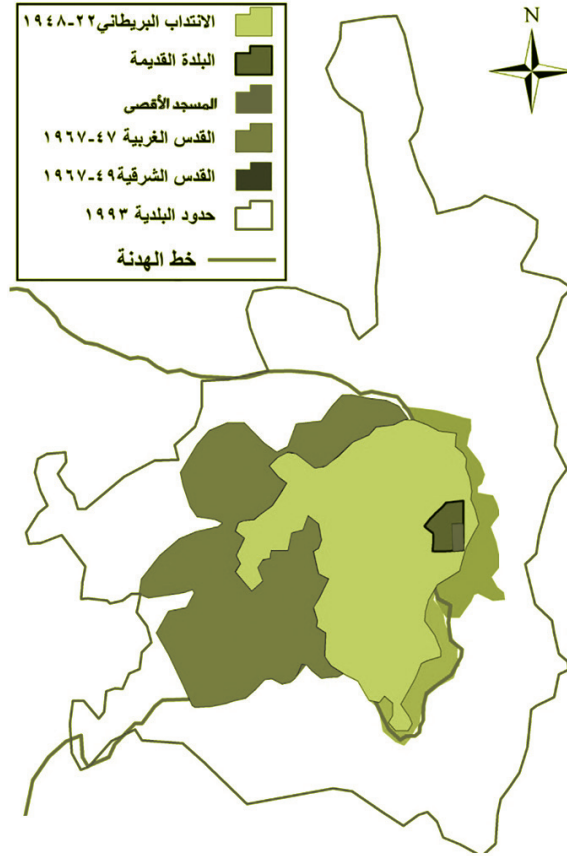 N
الانتداب البريطاني٢٢-١٩٤٨
البلدة القديمة
المسجد الأقصى
القدس الغربية ٤٧-١٩٦٧
القدس الشرقية٤٩-١٩٦٧
حدود البلدية ١٩٩٣
خط الهدنة